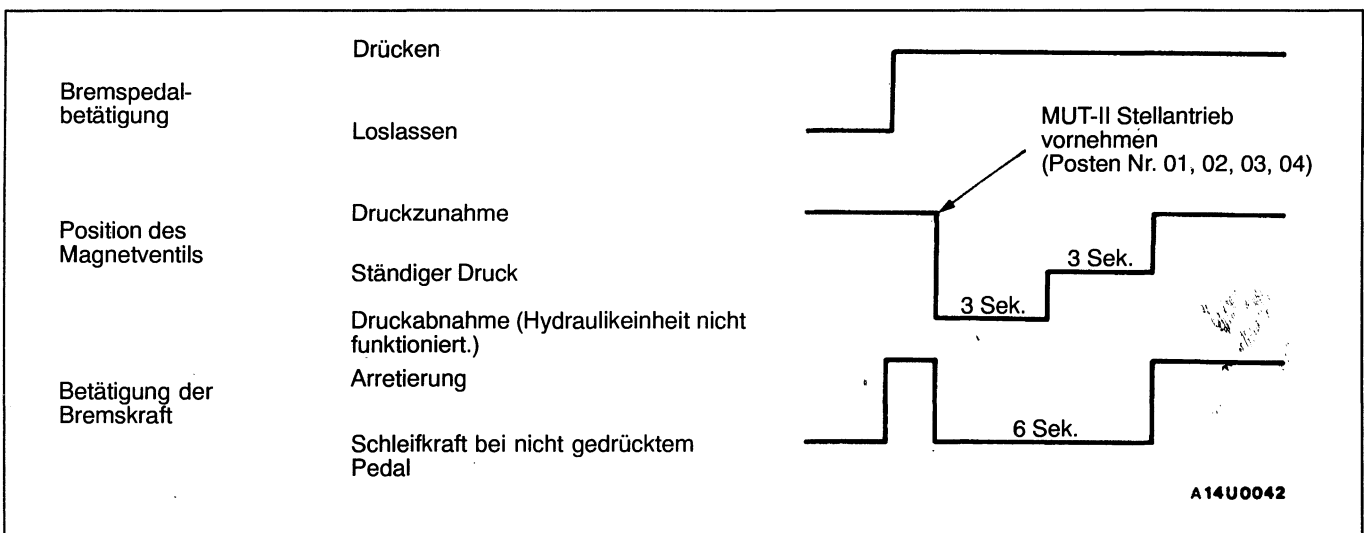 Bremspedal-
betätigung
Drücken
Loslassen
MUT-II Stellantrieb
vornehmen
(Posten Nr. 01, 02, 03, 04)
Position des
Magnetventils
Druckzunahme
Ständiger Druck
Druckabnahme (Hydraulikeinheit nicht
funktioniert.)
3 Sek.
3 Sek.
Betätigung der
Bremskraft
Arretierung
Schleifkraft bei nicht gedrücktem
Pedal
6 Sek.
A14U0042